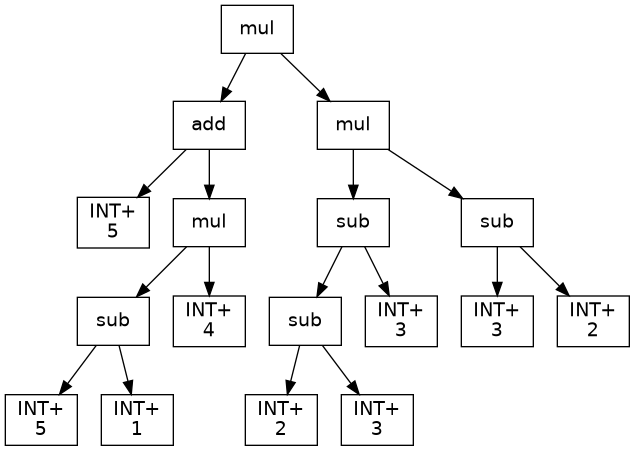 mul
add
mul
INT+
5
mul
sub
sub
sub
INT+
4
sub
INT+
3
INT+
3
INT+
2
INT+
5
INT+
1
INT+
2
INT+
3